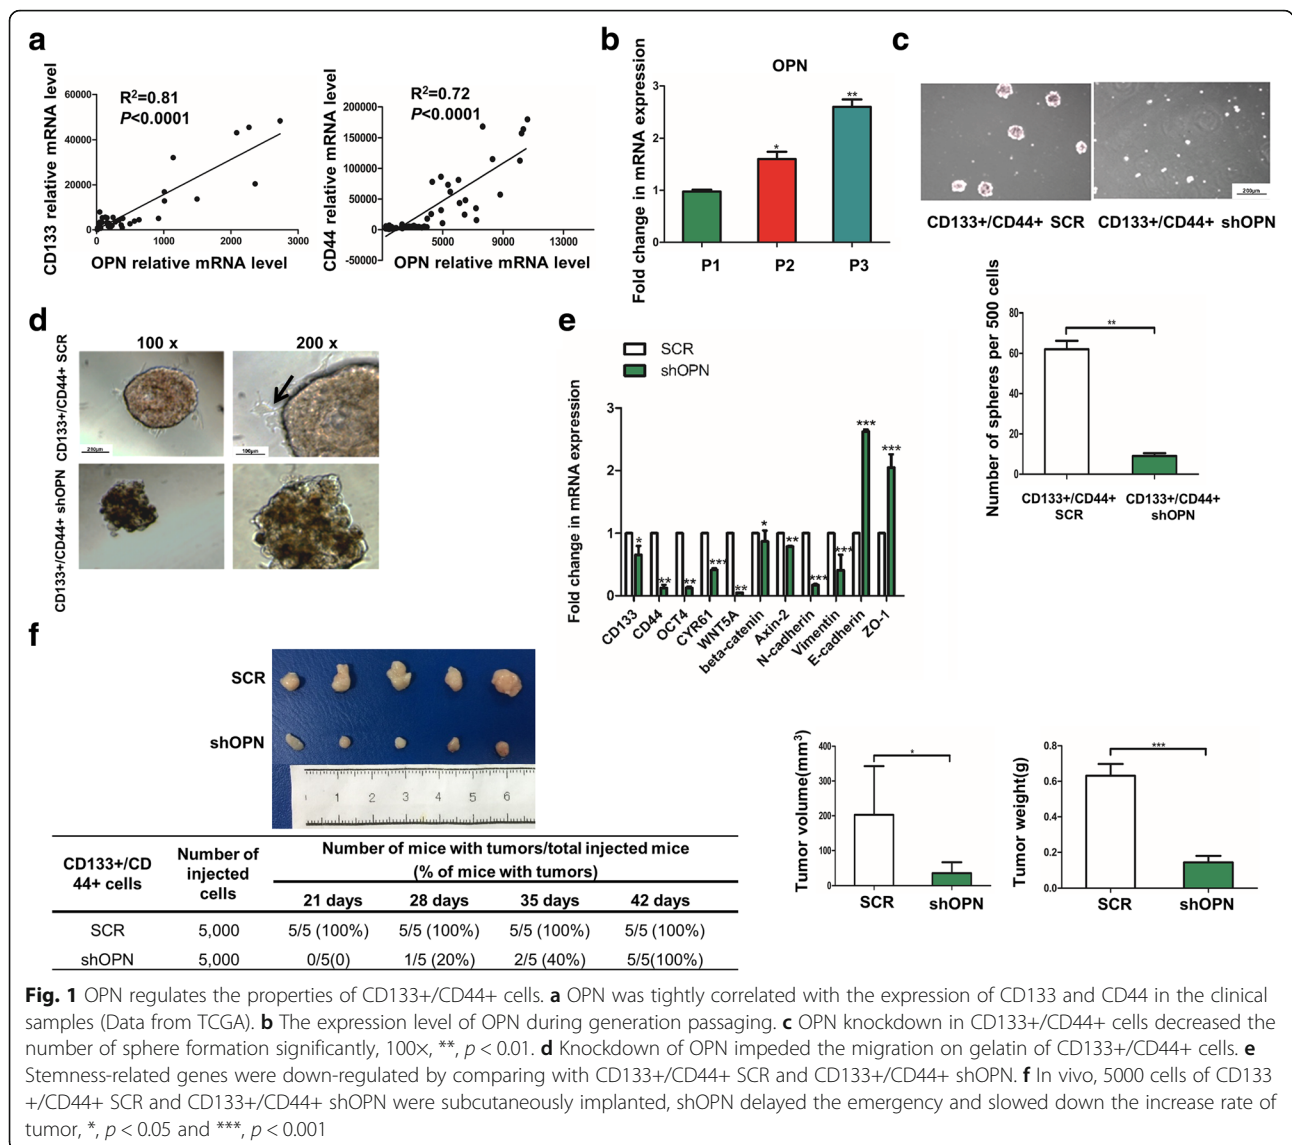 a
R²=0.81
P<0.0001
CD133 relative mRNA level
60000
40000
20000
0
0
1000
2000
3000
OPN relative mRNA level
R²=0.72
P<0.0001
CD44 relative mRNA level
200000
150000
100000
50000
0
-50000
5000
10000
15000
OPN relative mRNA level
b
OPN
Fold change in mRNA expression
3
2
1
0
*
**
P1
P2
P3
c
200μm
CD133+/CD44+ SCR
CD133+/CD44+ shOPN
Number of spheres per 500 cells
80
60
40
20
0
**
CD133+/CD44+
SCR
CD133+/CD44+
shOPN
d
100 x
200 x
CD133+/CD44+ SCR
CD133+/CD44+ shOPN
200μm
100μm
e
SCR
shOPN
Fold change in mRNA expression
3
2
1
0
*
**
**
***
**
*
**
***
***
***
***
CD133
CD44
OCT4
CYR61
WNT5A
beta-catenin
Axin-2
N-cadherin
Vimentin
E-cadherin
ZO-1
f
SCR
shOPN
1 2 3 4 5 6
Tumor volume(mm³)
400
300
200
100
0
*
SCR
shOPN
Tumor weight(g)
0.8
0.6
0.4
0.2
0.0
***
SCR
shOPN
CD133+/CD
44+ cells
Number of
injected
cells
Number of mice with tumors/total injected mice
(% of mice with tumors)
21 days 28 days 35 days 42 days
SCR 5,000 5/5 (100%) 5/5 (100%) 5/5 (100%) 5/5 (100%)
shOPN 5,000 0/5(0) 1/5 (20%) 2/5 (40%) 5/5(100%)
Fig. 1 OPN regulates the properties of CD133+/CD44+ cells. a OPN was tightly correlated with the expression of CD133 and CD44 in the clinical
samples (Data from TCGA). b The expression level of OPN during generation passaging. c OPN knockdown in CD133+/CD44+ cells decreased the
number of sphere formation significantly, 100×, **, p < 0.01. d Knockdown of OPN impeded the migration on gelatin of CD133+/CD44+ cells. e
Stemness-related genes were down-regulated by comparing with CD133+/CD44+ SCR and CD133+/CD44+ shOPN. f In vivo, 5000 cells of CD133
+/CD44+ SCR and CD133+/CD44+ shOPN were subcutaneously implanted, shOPN delayed the emergency and slowed down the increase rate of
tumor, *, p < 0.05 and ***, p < 0.001